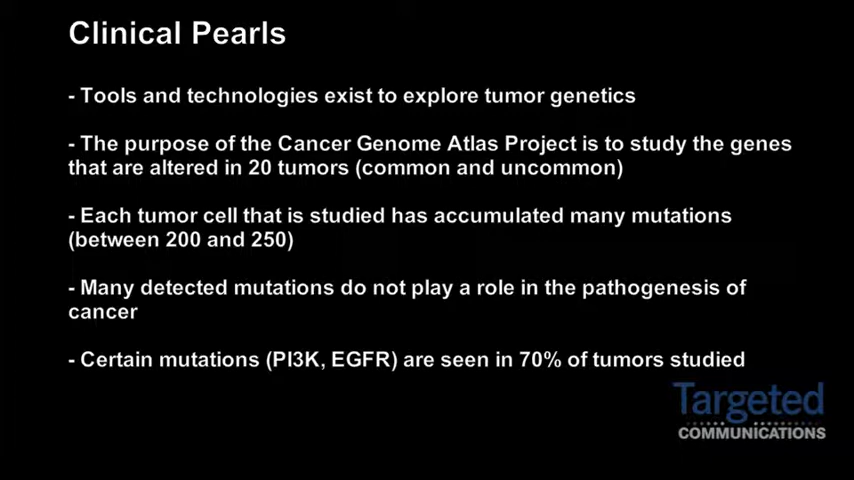 Clinical Pearls
- Tools and technologies exist to explore tumor genetics
- The purpose of the Cancer Genome Atlas Project is to study the genes
that are altered in 20 tumors (common and uncommon)
- Each tumor cell that is studied has accumulated many mutations
(between 200 and 250)
- Many detected mutations do not play a role in the pathogenesis of
cancer
- Certain mutations (PI3K, EGFR) are seen in 70% of tumors studied
Targeted
COMMUNICATIONS